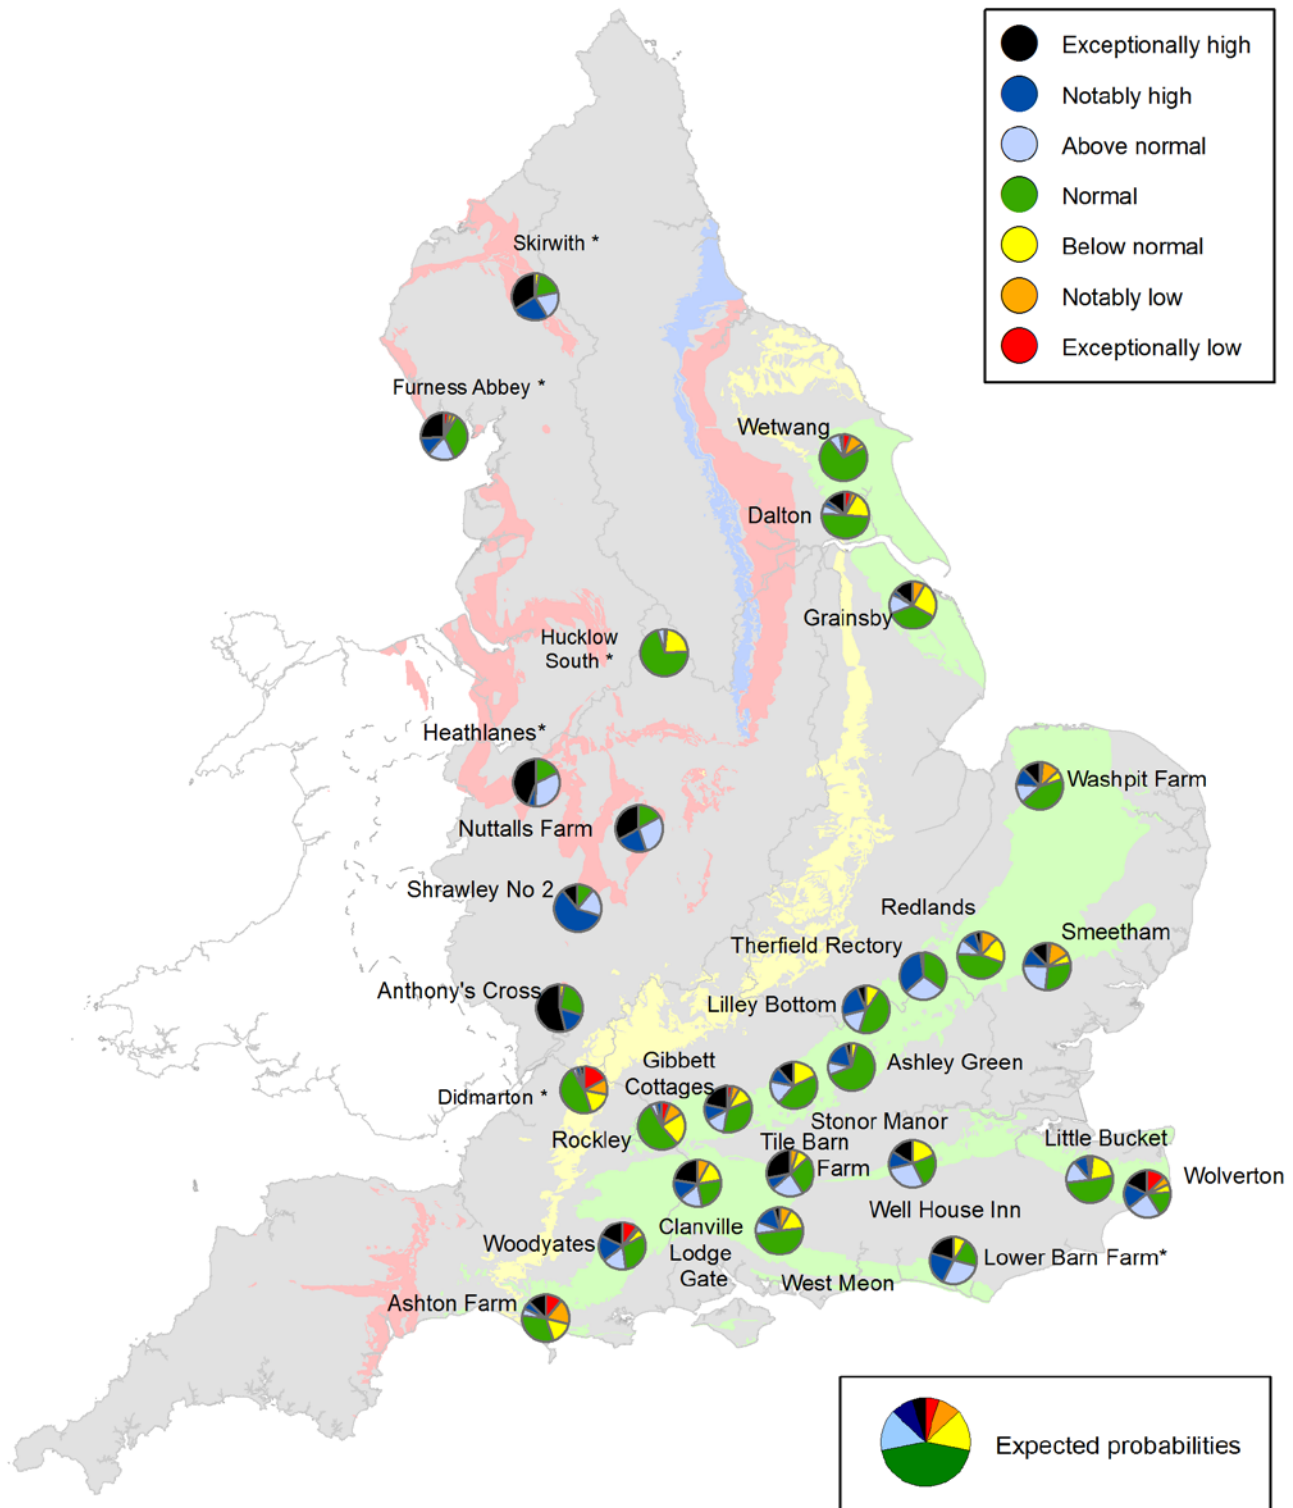 Exceptionally high
Notably high
Above normal
Normal
Below normal
Notably low
Exceptionally low
Skirwith *
Furness Abbey *
Wetwang
Dalton
Grainsby
Hucklow
South *
Heathlanes*
Washpit Farm
Nuttalls Farm
Shrawley No 2
Redlands
Smeetham
Therfield Rectory
Anthony's Cross
Lilley Bottom
Gibbett
Cottages
Ashley Green
Didmarton *
Stonor Manor
Rockley
Tile Barn
Farm
Little Bucket
Wolverton
Well House Inn
Clanville
Lodge
Gate
Woodyates
Lower Barn Farm*
West Meon
Ashton Farm
Expected probabilities